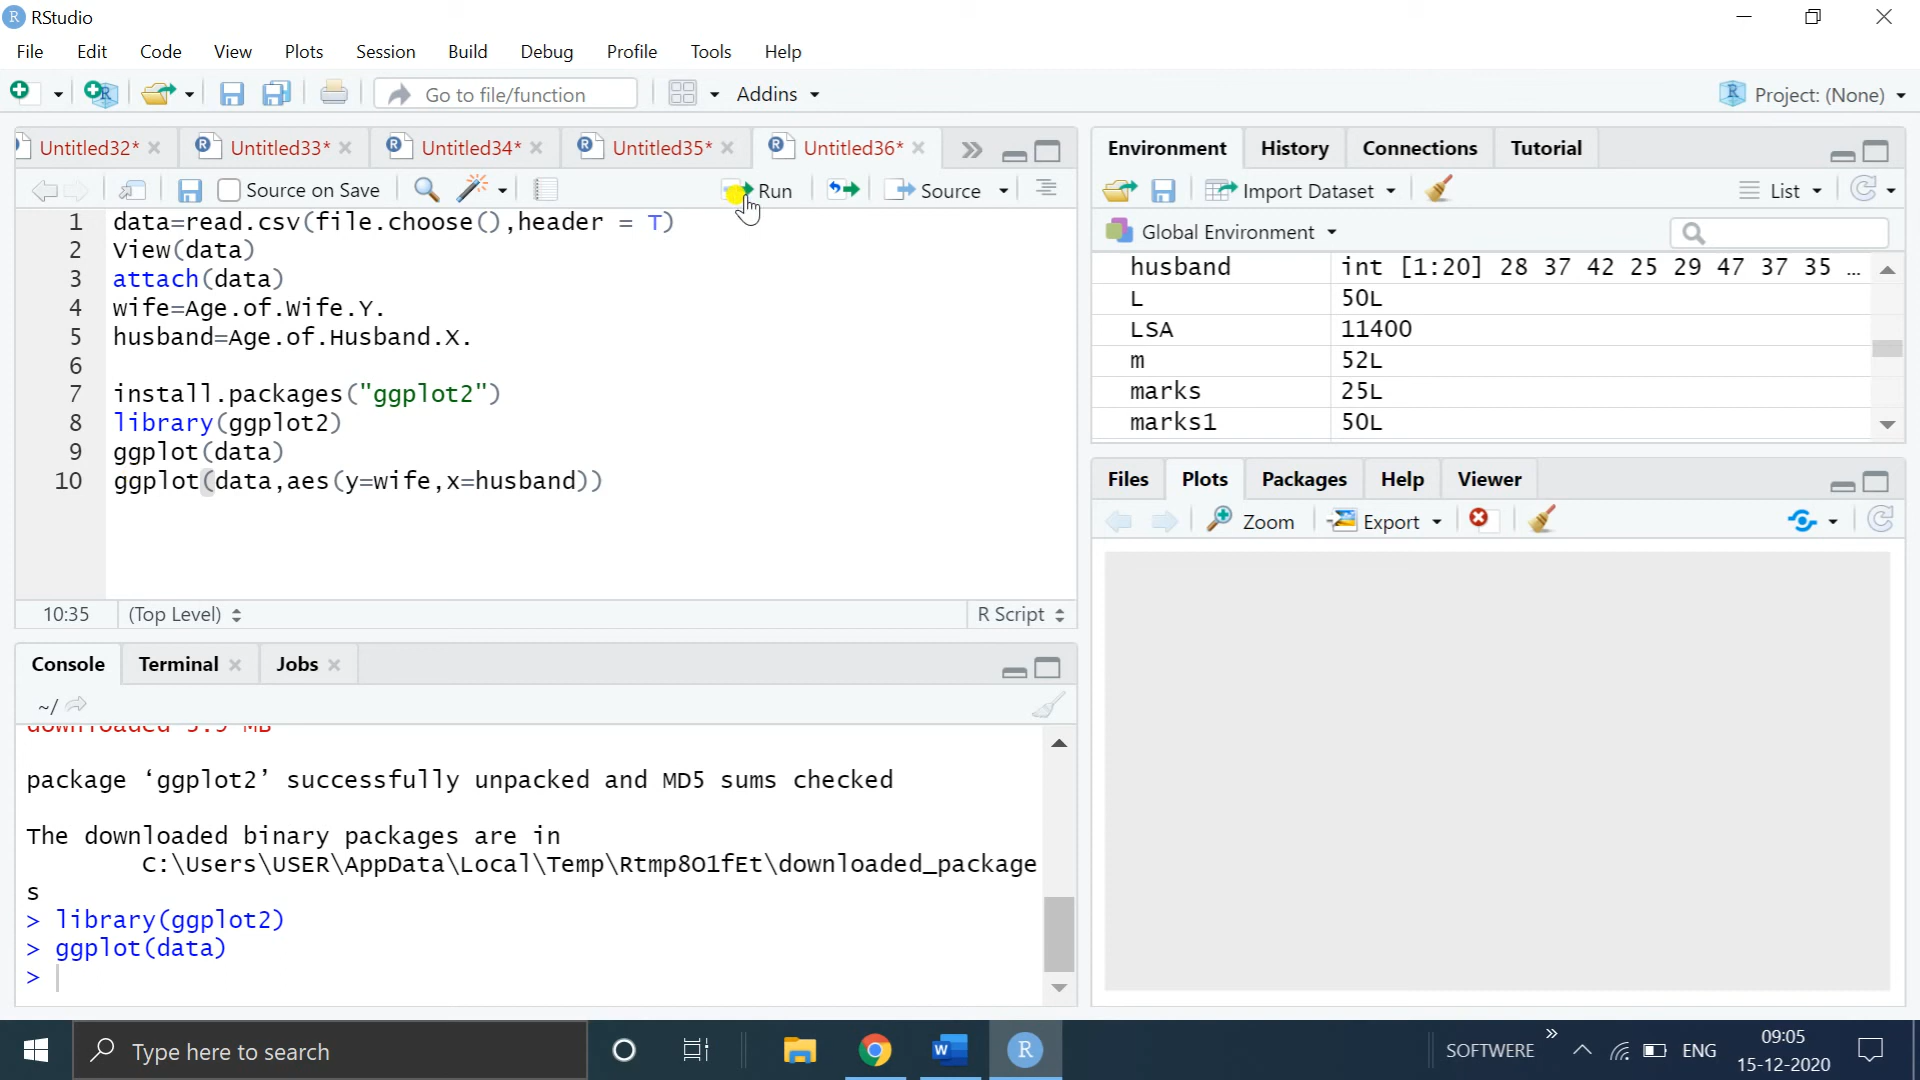 RStudio
File Edit Code View Plots Session Build Debug Profile Tools Help
Go to file/function Addins Project: (None)
Untitled32* Untitled33* Untitled34* Untitled35* Untitled36*
Source on Save Run Source
1 data=read.csv(file.choose(),header = T)
2 View(data)
3 attach(data)
4 wife=Age.of.Wife.Y.
5 husband=Age.of.Husband.X.
6
7 install.packages("ggplot2")
8 library(ggplot2)
9 ggplot(data)
10 ggplot(data,aes(y=wife,x=husband))
10:35 (Top Level) R Script
Console Terminal Jobs
~/
downloaded 3.9 MB
package ‘ggplot2’ successfully unpacked and MD5 sums checked
The downloaded binary packages are in
C:\Users\USER\AppData\Local\Temp\Rtmp8O1fEt\downloaded_package
s
> library(ggplot2)
> ggplot(data)
>
Environment History Connections Tutorial
Import Dataset List
Global Environment
husband int [1:20] 28 37 42 25 29 47 37 35 ...
L 50L
LSA 11400
m 52L
marks 25L
marks1 50L
Files Plots Packages Help Viewer
Zoom Export
Type here to search
W
R
SOFTWERE
ENG
09:05
15-12-2020